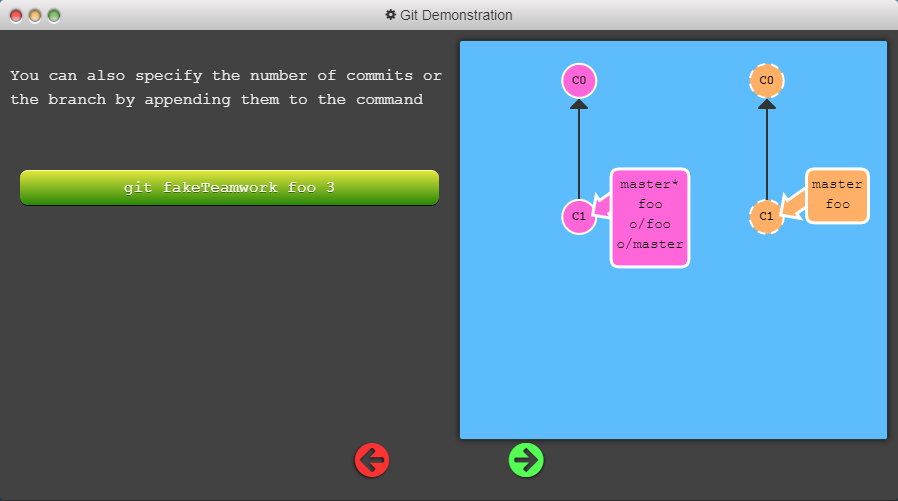 Git Demonstration
You can also specify the number of commits or
the branch by appending them to the command
git fakeTeamwork foo 3
C0
C1
master*
foo
o/foo
o/master
C0
C1
master
foo